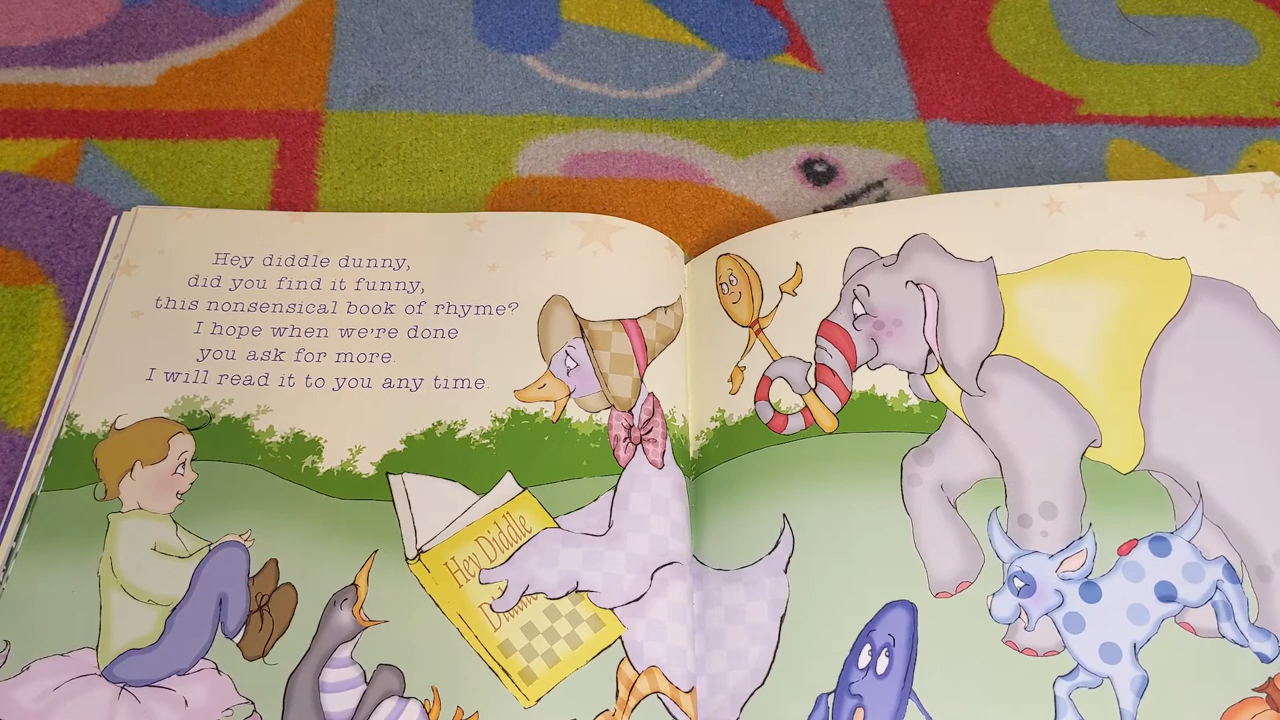 Hey diddle dunny,
did you find it funny,
this nonsensical book of rhyme?
I hope when we're done
you ask for more.
I will read it to you any time.
Hey Diddle
Diddle